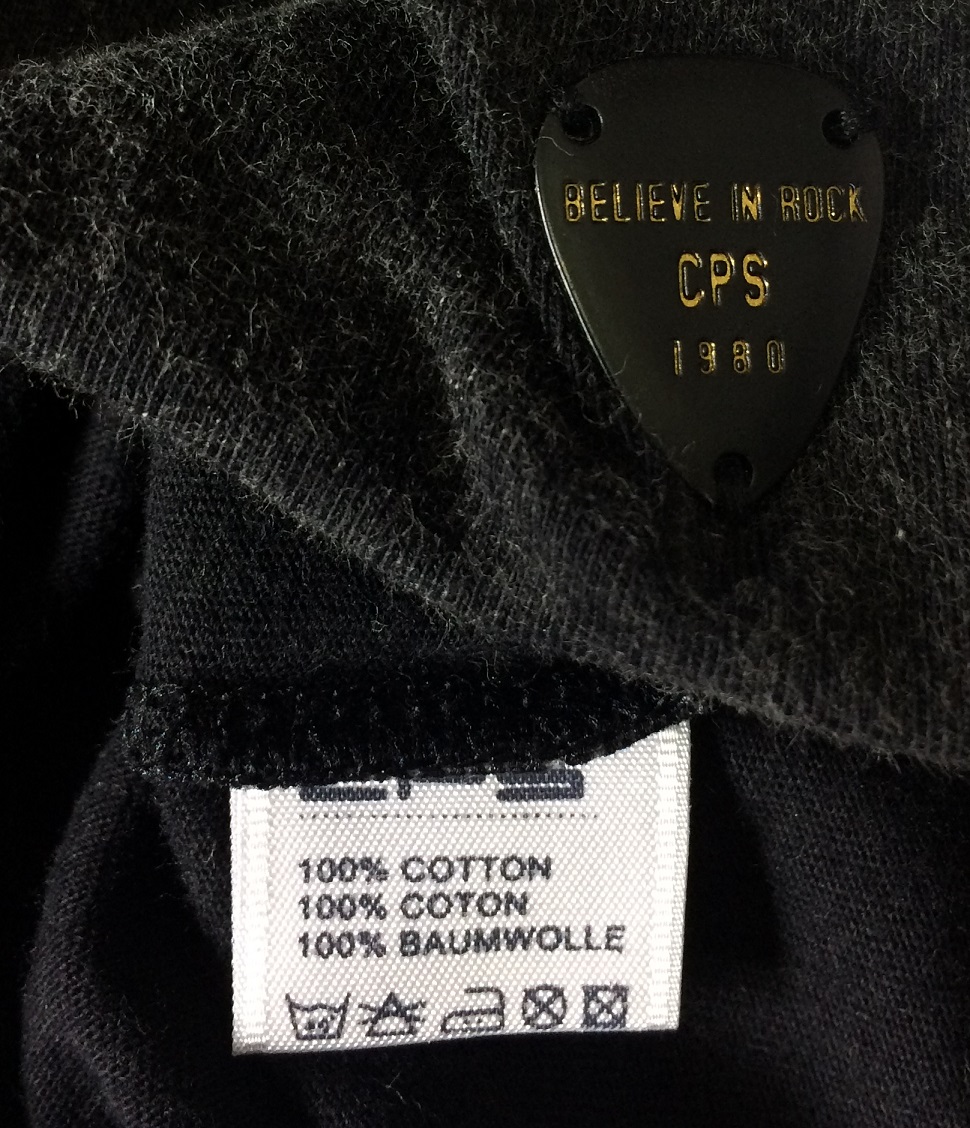 BELIEVE IN ROCK
CPS
1980
100% COTTON
100% COTON
100% BAUMWOLLE